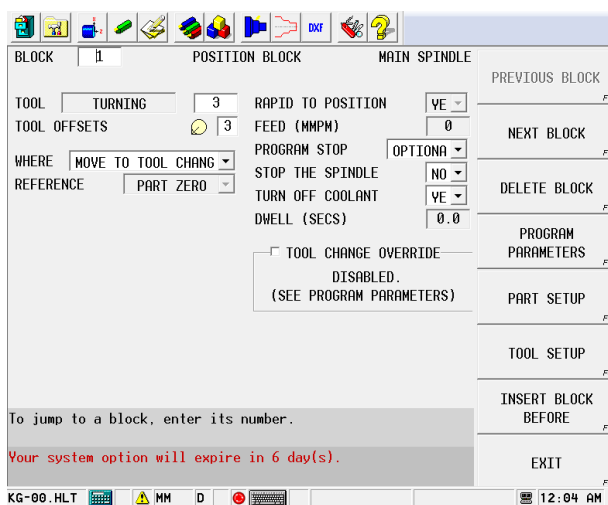 DXF
BLOCK 1 POSITION BLOCK MAIN SPINDLE
PREVIOUS BLOCK
TOOL TURNING 3 RAPID TO POSITION YE
TOOL OFFSETS 3 FEED (MMPM) 0
NEXT BLOCK
PROGRAM STOP OPTIONA
WHERE MOVE TO TOOL CHANG
STOP THE SPINDLE NO
REFERENCE PART ZERO
DELETE BLOCK
TURN OFF COOLANT YE
DWELL (SECS) 0.0
PROGRAM
PARAMETERS
TOOL CHANGE OVERRIDE
DISABLED.
(SEE PROGRAM PARAMETERS)
PART SETUP
TOOL SETUP
INSERT BLOCK
BEFORE
To jump to a block, enter its number.
Your system option will expire in 6 day(s).
EXIT
KG-00.HLT MM D 12:04 AM